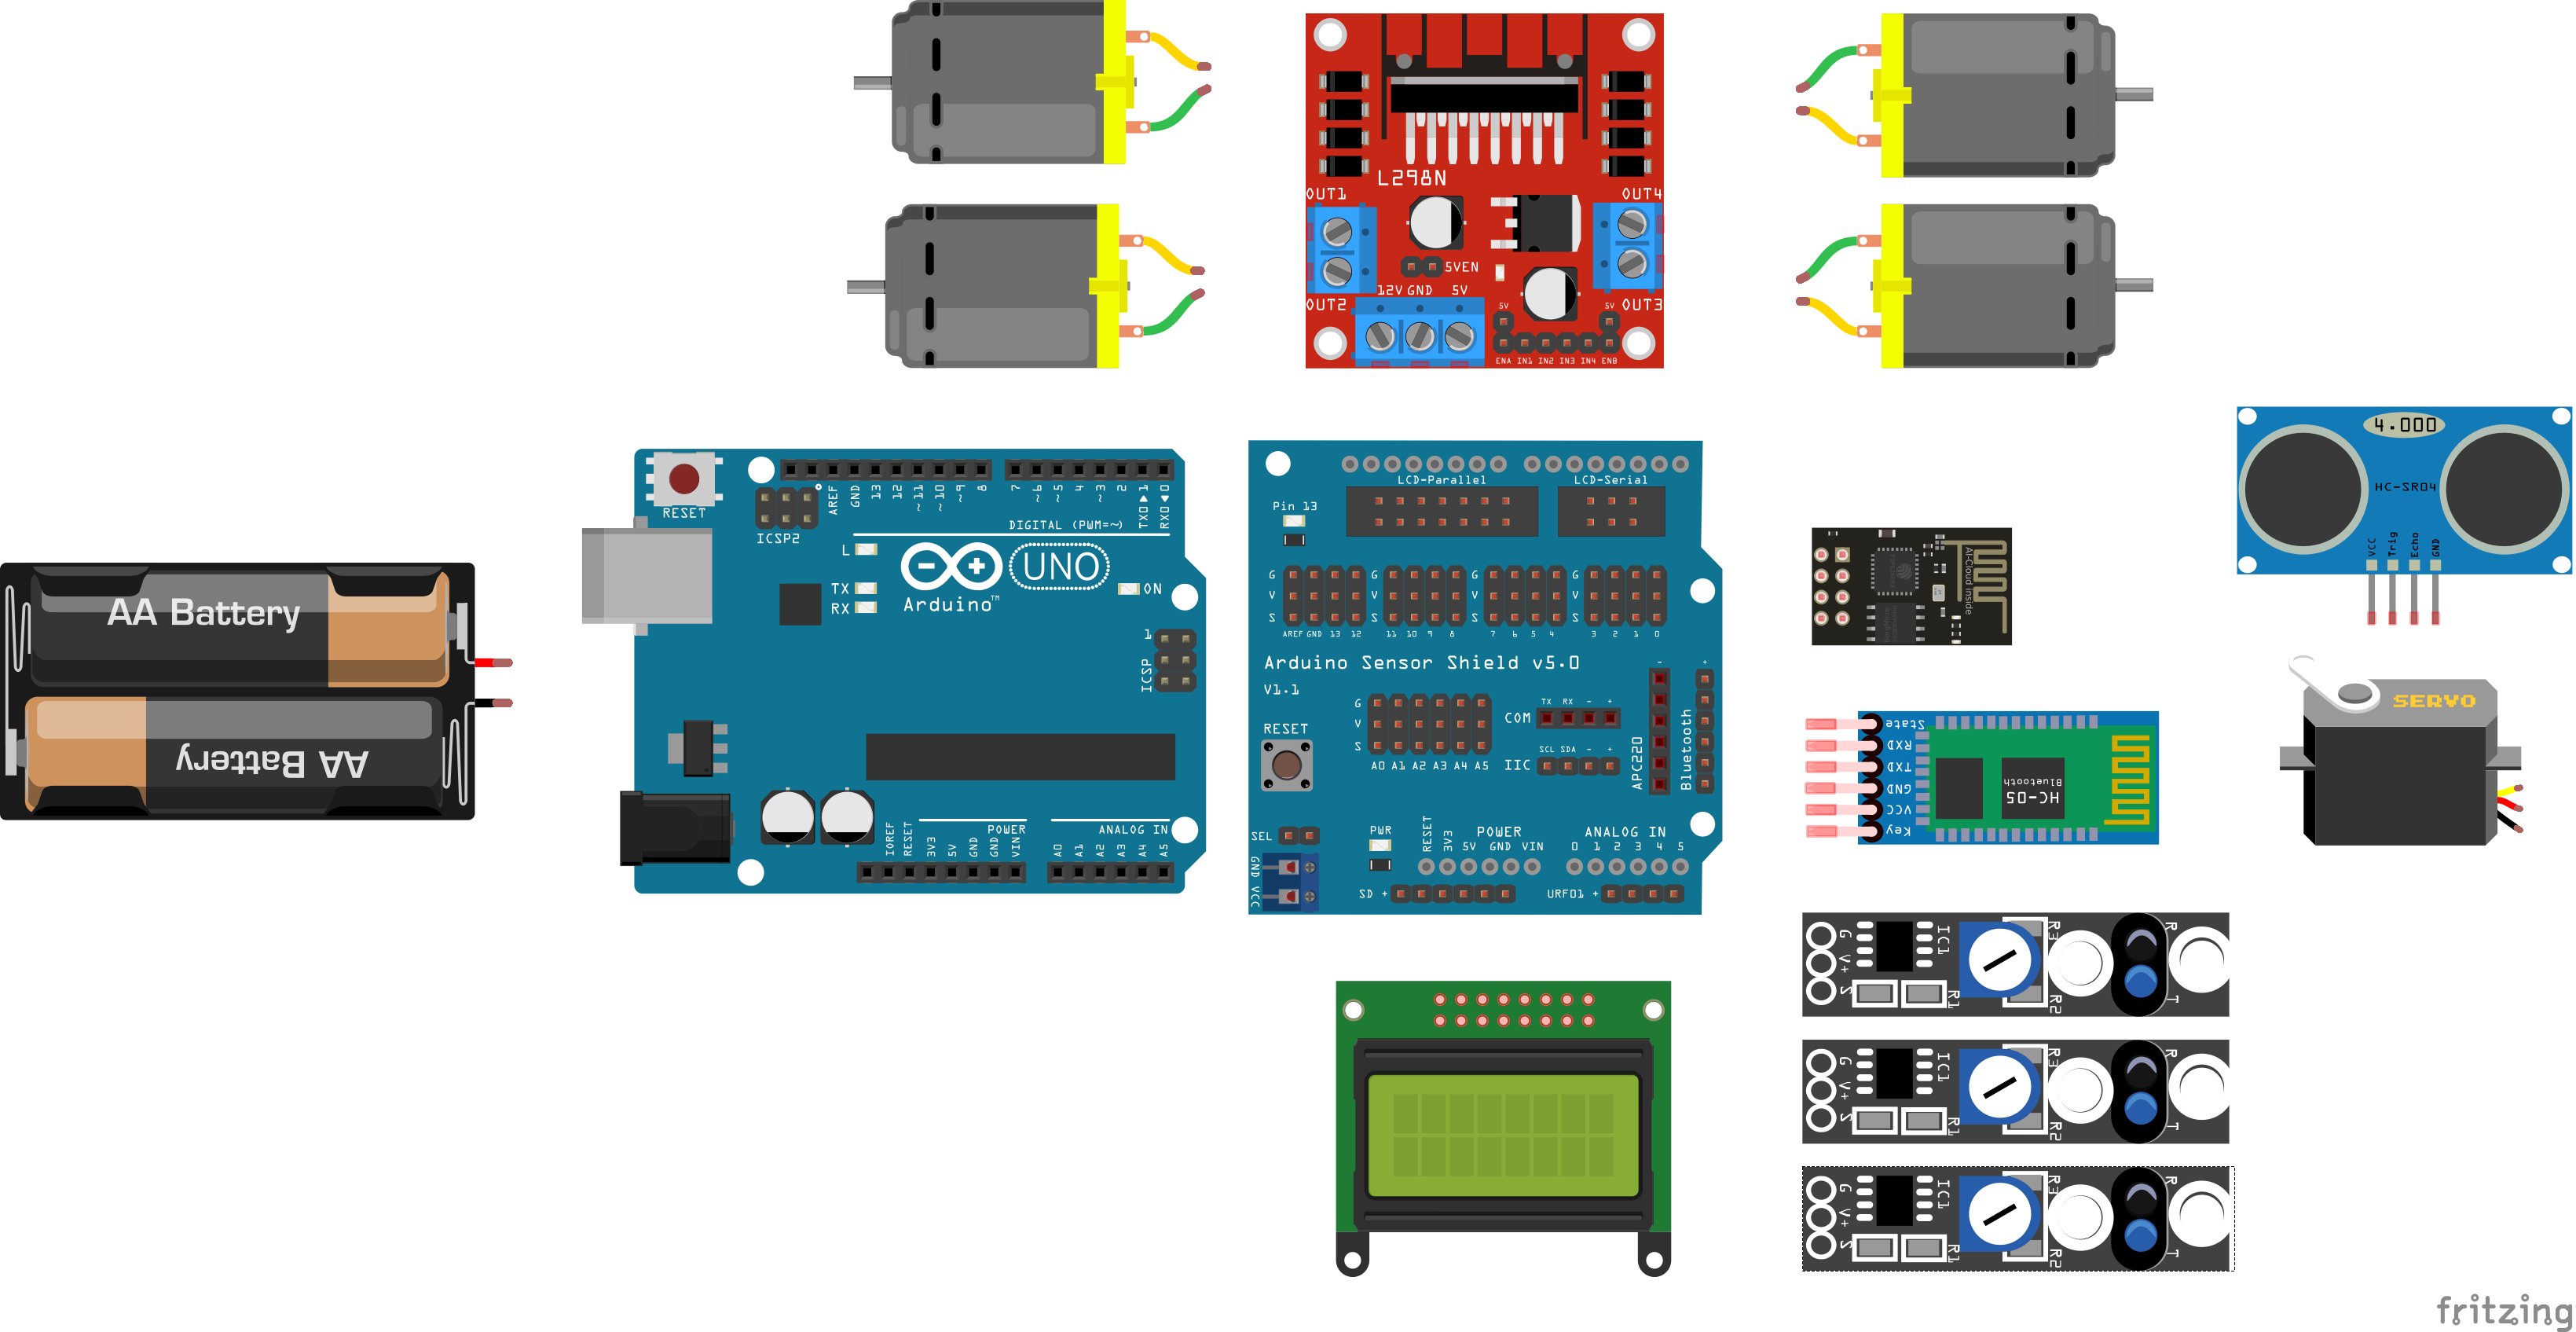 L298N
OUT1
OUT4
5VEN
12V GND 5V
OUT2
5V
5V
OUT3
ENA IN1 IN2 IN3 IN4 ENB
AA Battery
AA Battery
RESET
ICSP2
AREF
GND
13
12
~11
~10
~9
8
7
~6
~5
4
~3
2
TX0▶1
RX0◀0
DIGITAL (PWM=~)
L
TX
RX
UNO
Arduino™
ON
1
ICSP
IOREF
RESET
3V3
5V
GND
GND
VIN
POWER
A0
A1
A2
A3
A4
A5
ANALOG IN
LCD-Parallel
LCD-Serial
Pin 13
G G G G
V V V V
S S S S
AREF GND 13 12 11 10 9 8 7 6 5 4 3 2 1 0
Arduino Sensor Shield v5.0
V1.1
G
V
S
A0 A1 A2 A3 A4 A5
TX RX - +
COM
SCL SDA - +
IIC
-
APC220
+
Bluetooth
RESET
SEL
GND VCC
PWR
RESET
3V3
5V GND VIN
POWER
ANALOG IN
0 1 2 3 4 5
SD +
URF01 +
AI-Cloud inside
4.000
HC-SR04
VCC
Trig
Echo
GND
State
RXD
TXD
GND
VCC
Key
HC-05
Bluetooth
SERVO
G
V+
S
IC1
R1
R3
R2
R
T
G
V+
S
IC1
R1
R3
R2
R
T
G
V+
S
IC1
R1
R3
R2
R
T
fritzing